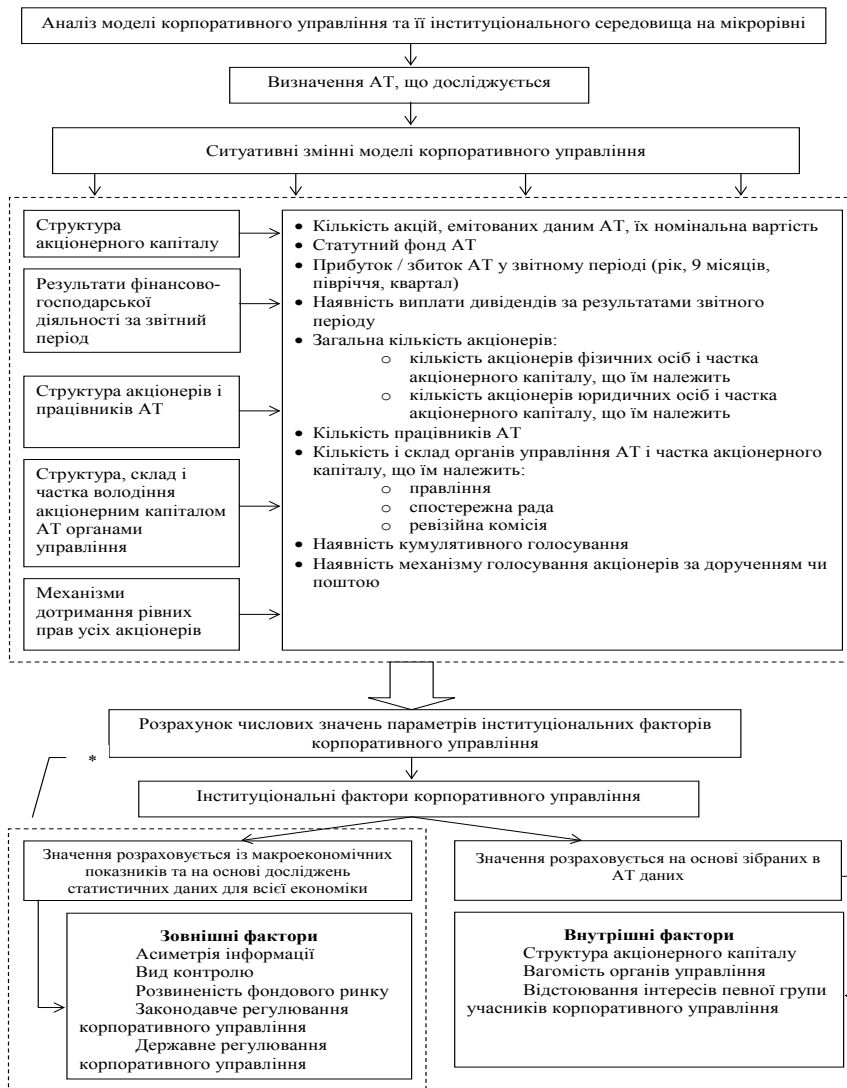 Аналіз моделі корпоративного управління та її інституціонального середовища на мікрорівні
Визначення АТ, що досліджується
Ситуативні змінні моделі корпоративного управління
Структура
акціонерного капіталу
Результати фінансово-
господарської
діяльності за звітний
період
Структура акціонерів і
працівників АТ
Структура, склад і
частка володіння
акціонерним капіталом
АТ органами
управління
Механізми
дотримання рівних
прав усіх акціонерів
• Кількість акцій, емітованих даним АТ, їх номінальна вартість
• Статутний фонд АТ
• Прибуток / збиток АТ у звітному періоді (рік, 9 місяців,
півріччя, квартал)
• Наявність виплати дивідендів за результатами звітного
періоду
• Загальна кількість акціонерів:
o кількість акціонерів фізичних осіб і частка
акціонерного капіталу, що їм належить
o кількість акціонерів юридичних осіб і частка
акціонерного капіталу, що їм належить
• Кількість працівників АТ
• Кількість і склад органів управління АТ і частка акціонерного
капіталу, що їм належить:
o правління
o спостережна рада
o ревізійна комісія
• Наявність кумулятивного голосування
• Наявність механізму голосування акціонерів за дорученням чи
поштою
Розрахунок числових значень параметрів інституціональних факторів
корпоративного управління
*
Інституціональні фактори корпоративного управління
Значення розраховується із макроекономічних
показників та на основі досліджень
статистичних даних для всієї економіки
Зовнішні фактори
Асиметрія інформації
Вид контролю
Розвиненість фондового ринку
Законодавче регулювання
корпоративного управління
Державне регулювання
корпоративного управління
Значення розраховується на основі зібраних в
АТ даних
Внутрішні фактори
Структура акціонерного капіталу
Вагомість органів управління
Відстоювання інтересів певної групи
учасників корпоративного управління